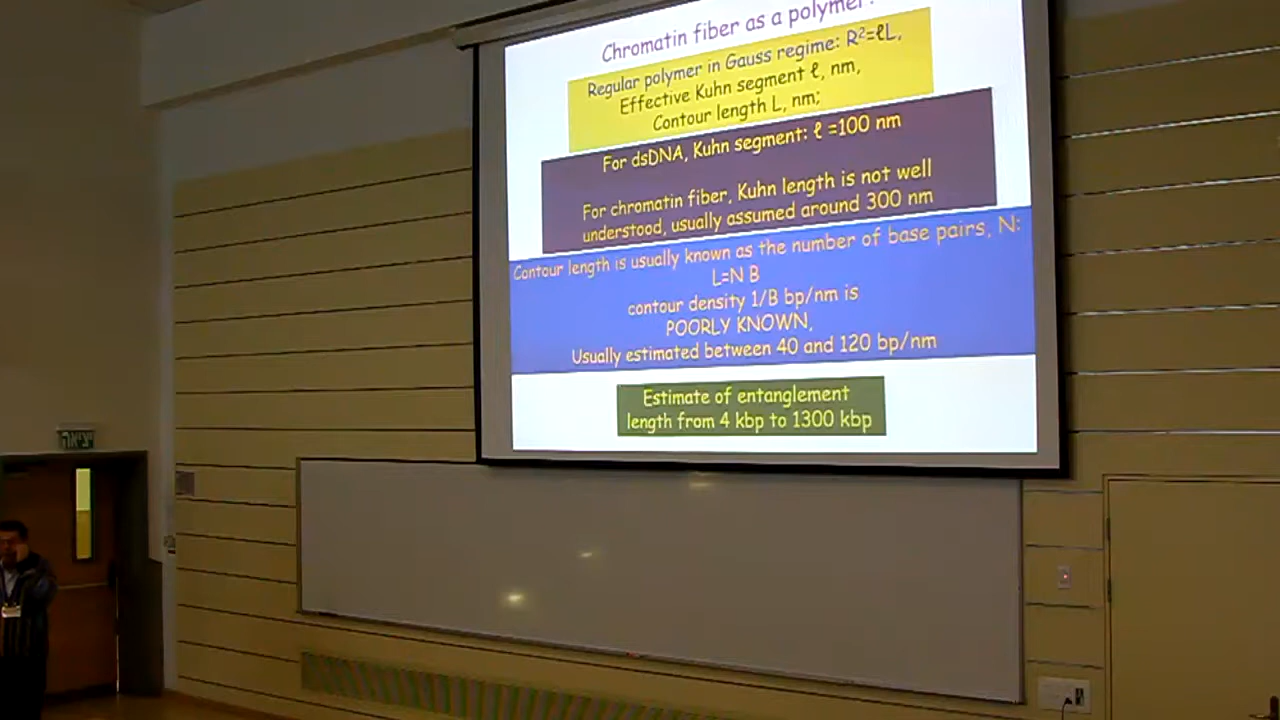 Chromatin fiber as a polymer?
Regular polymer in Gauss regime: R²=ℓL,
Effective Kuhn segment ℓ, nm,
Contour length L, nm;
For dsDNA, Kuhn segment: ℓ =100 nm
For chromatin fiber, Kuhn length is not well
understood, usually assumed around 300 nm
Contour length is usually known as the number of base pairs, N:
L=N B
contour density 1/B bp/nm is
POORLY KNOWN,
Usually estimated between 40 and 120 bp/nm
Estimate of entanglement
length from 4 kbp to 1300 kbp
יציאה